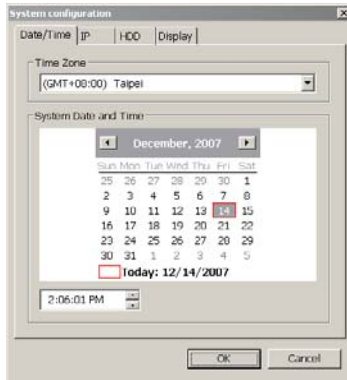 System configuration
Date/Time IP HDD Display
Time Zone
(GMT+08:00) Taipei
System Date and Time
December, 2007
Sun Mon Tue Wed Thu Fri Sat
25 26 27 28 29 30 1
2 3 4 5 6 7 8
9 10 11 12 13 14 15
16 17 18 19 20 21 22
23 24 25 26 27 28 29
30 31 1 2 3 4 5
Today: 12/14/2007
2:06:01 PM
OK Cancel